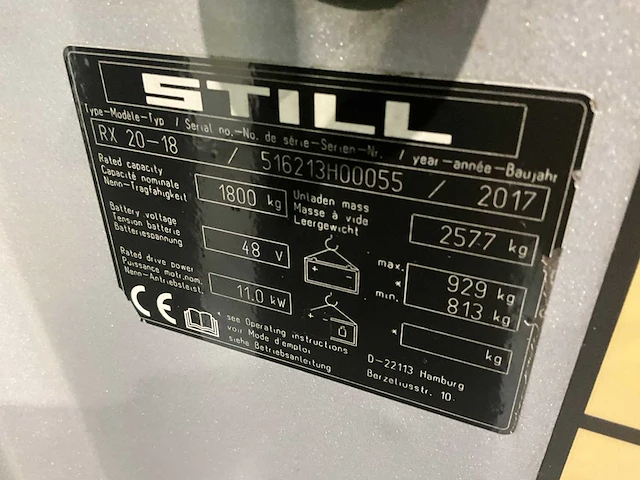 STILL
Type-Modèle-Typ / Serial no.-No. de série-Serien-Nr. / year-année-Baujahr
RX 20-18 / 516213H00055 / 2017
Rated capacity
Capacité nominale
Nenn-Tragfähigkeit
1800 kg
Unladen mass
Masse à vide
Leergewicht
2577 kg
Battery voltage
Tension batterie
Batteriespannung
48 V
max. 929 kg
* min. 813 kg
Rated drive power
Puissance motr.nom.
Nenn-Antriebsleist.
11.0 kW
* kg
CE
* see Operating instructions
voir Mode d'emploi
siehe Betriebsanleitung
D-22113 Hamburg
Berzeliusstr. 10.